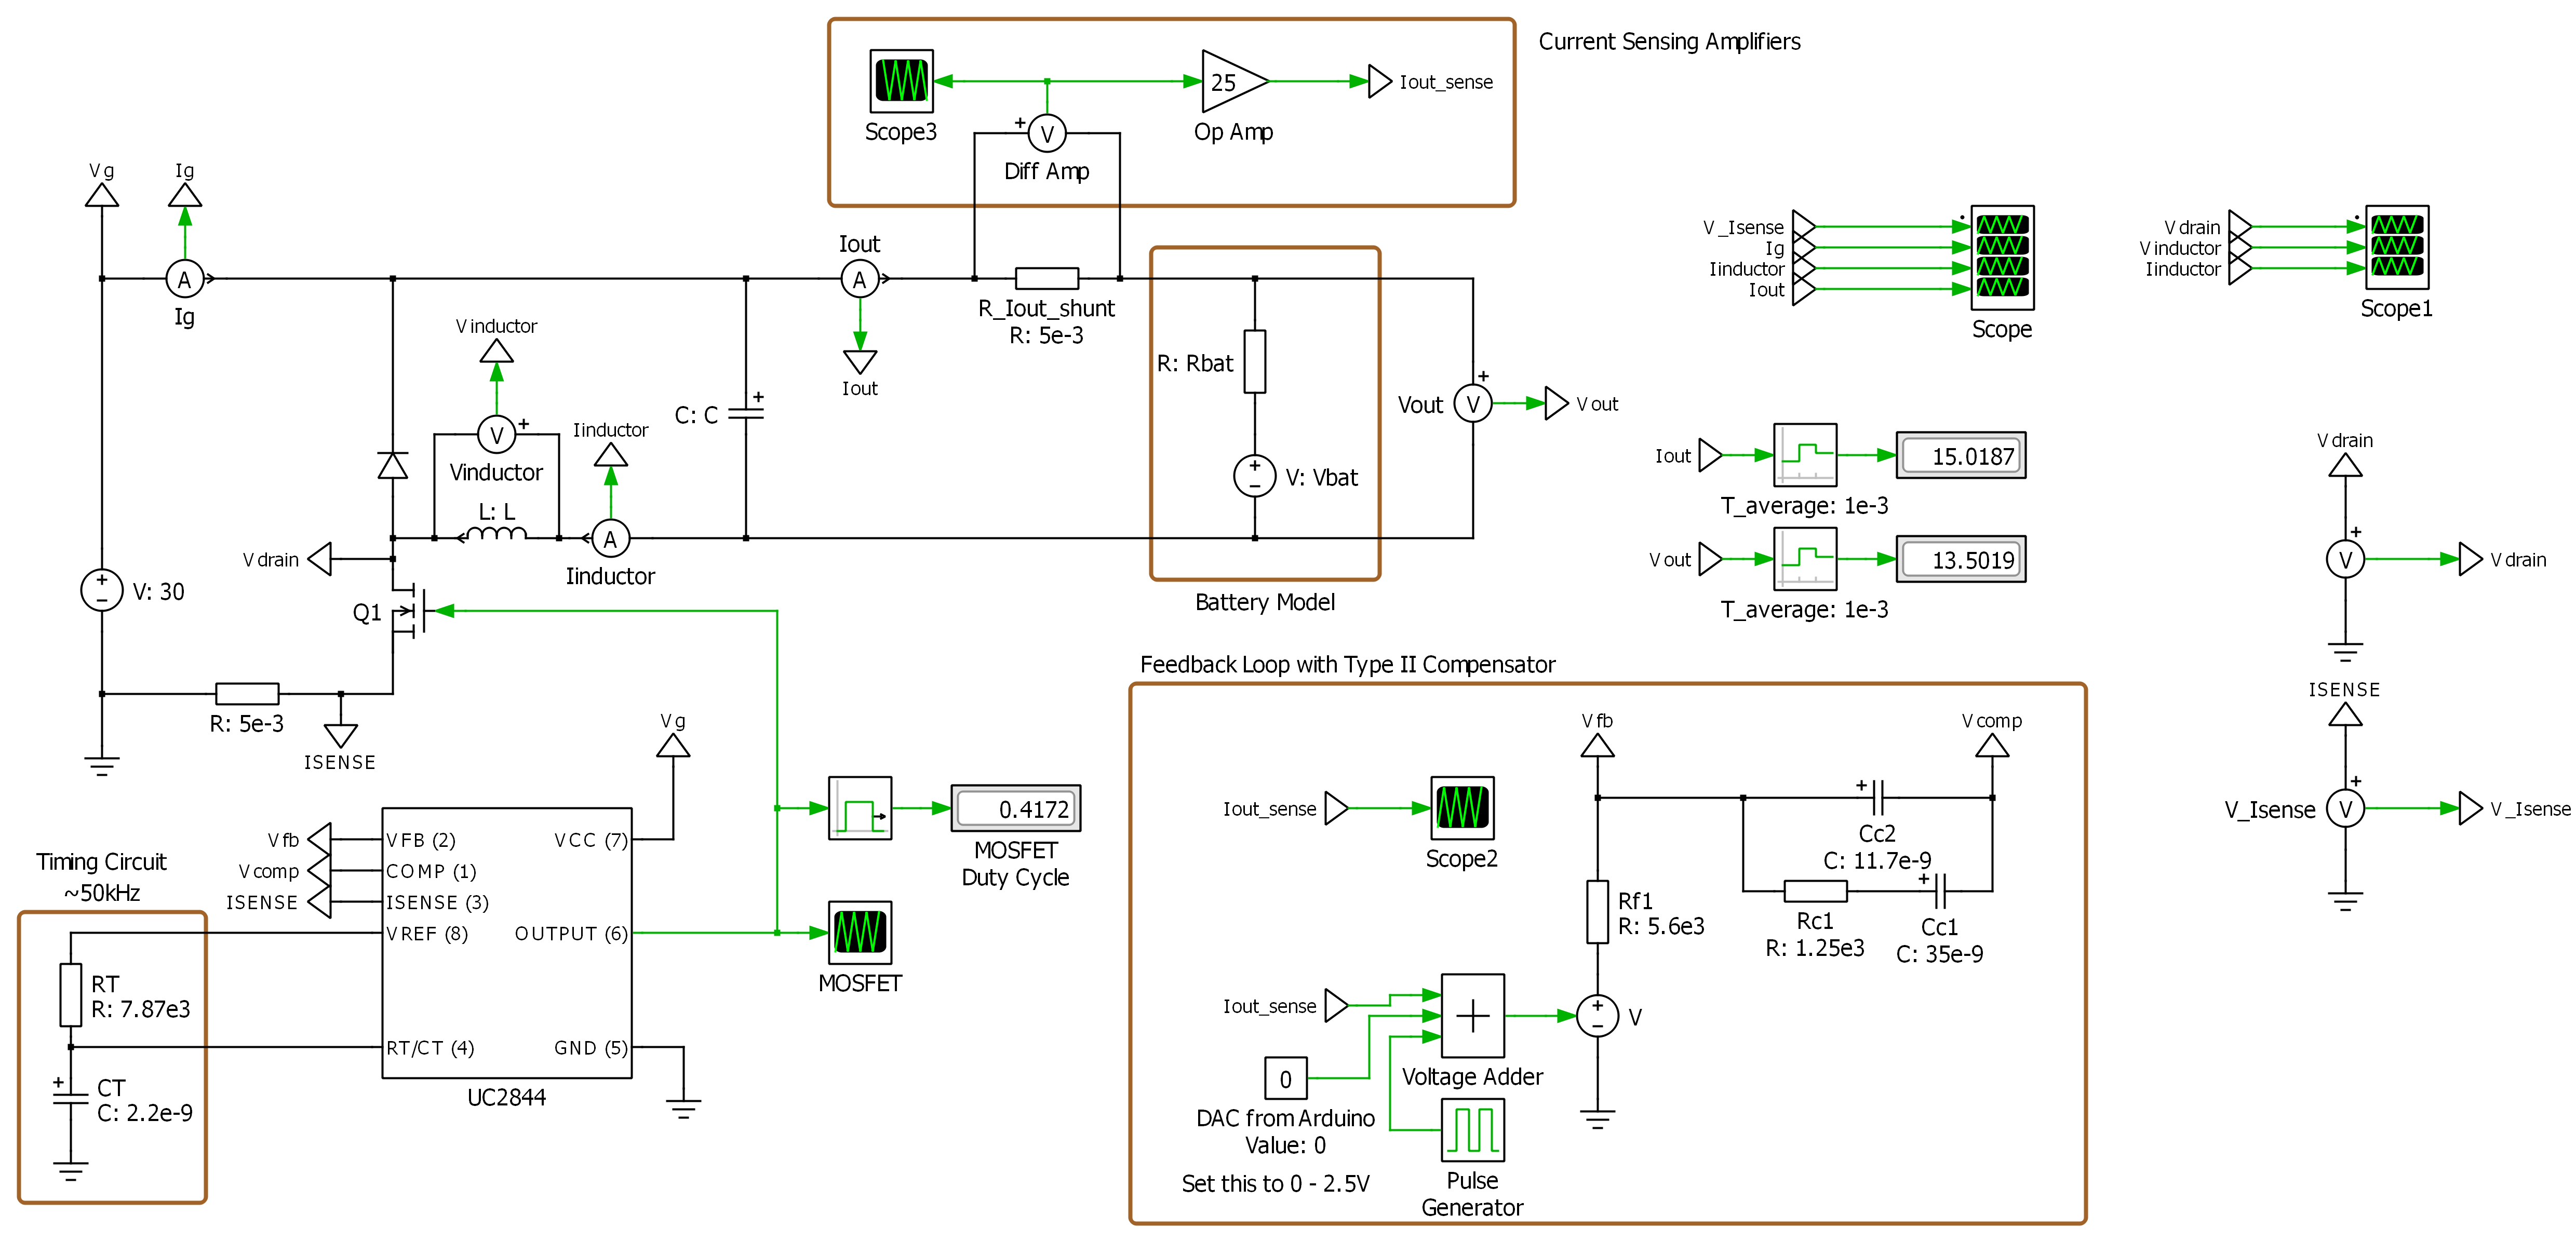 Current Sensing Amplifiers
Scope3
25
Op Amp
Iout_sense
+
V
Diff Amp
Vg
Ig
A
Ig
Iout
A
Iout
R_Iout_shunt
R: 5e-3
V_Isense
Ig
Iinductor
Iout
Scope
Vdrain
Vinductor
Iinductor
Scope1
Vinductor
V
+
Vinductor
L: L
Iinductor
A
Iinductor
C: C
+
R: Rbat
+
V: Vbat
Battery Model
+
Vout
V
Vout
Iout
15.0187
T_average: 1e-3
Vout
13.5019
T_average: 1e-3
Vdrain
+
V
Vdrain
Vdrain
+
V: 30
Q1
R: 5e-3
ISENSE
Vg
Vfb
Vcomp
ISENSE
VFB (2)
COMP (1)
ISENSE (3)
VREF (8)
RT/CT (4)
VCC (7)
OUTPUT (6)
GND (5)
UC2844
0.4172
MOSFET
Duty Cycle
MOSFET
Timing Circuit
~50kHz
RT
R: 7.87e3
+
CT
C: 2.2e-9
Feedback Loop with Type II Compensator
Iout_sense
Scope2
Vfb
Vcomp
+
Cc2
C: 11.7e-9
Rf1
R: 5.6e3
Rc1
R: 1.25e3
+
Cc1
C: 35e-9
Iout_sense
+
Voltage Adder
+
V
0
DAC from Arduino
Value: 0
Set this to 0 - 2.5V
Pulse
Generator
ISENSE
+
V_Isense
V
V_Isense